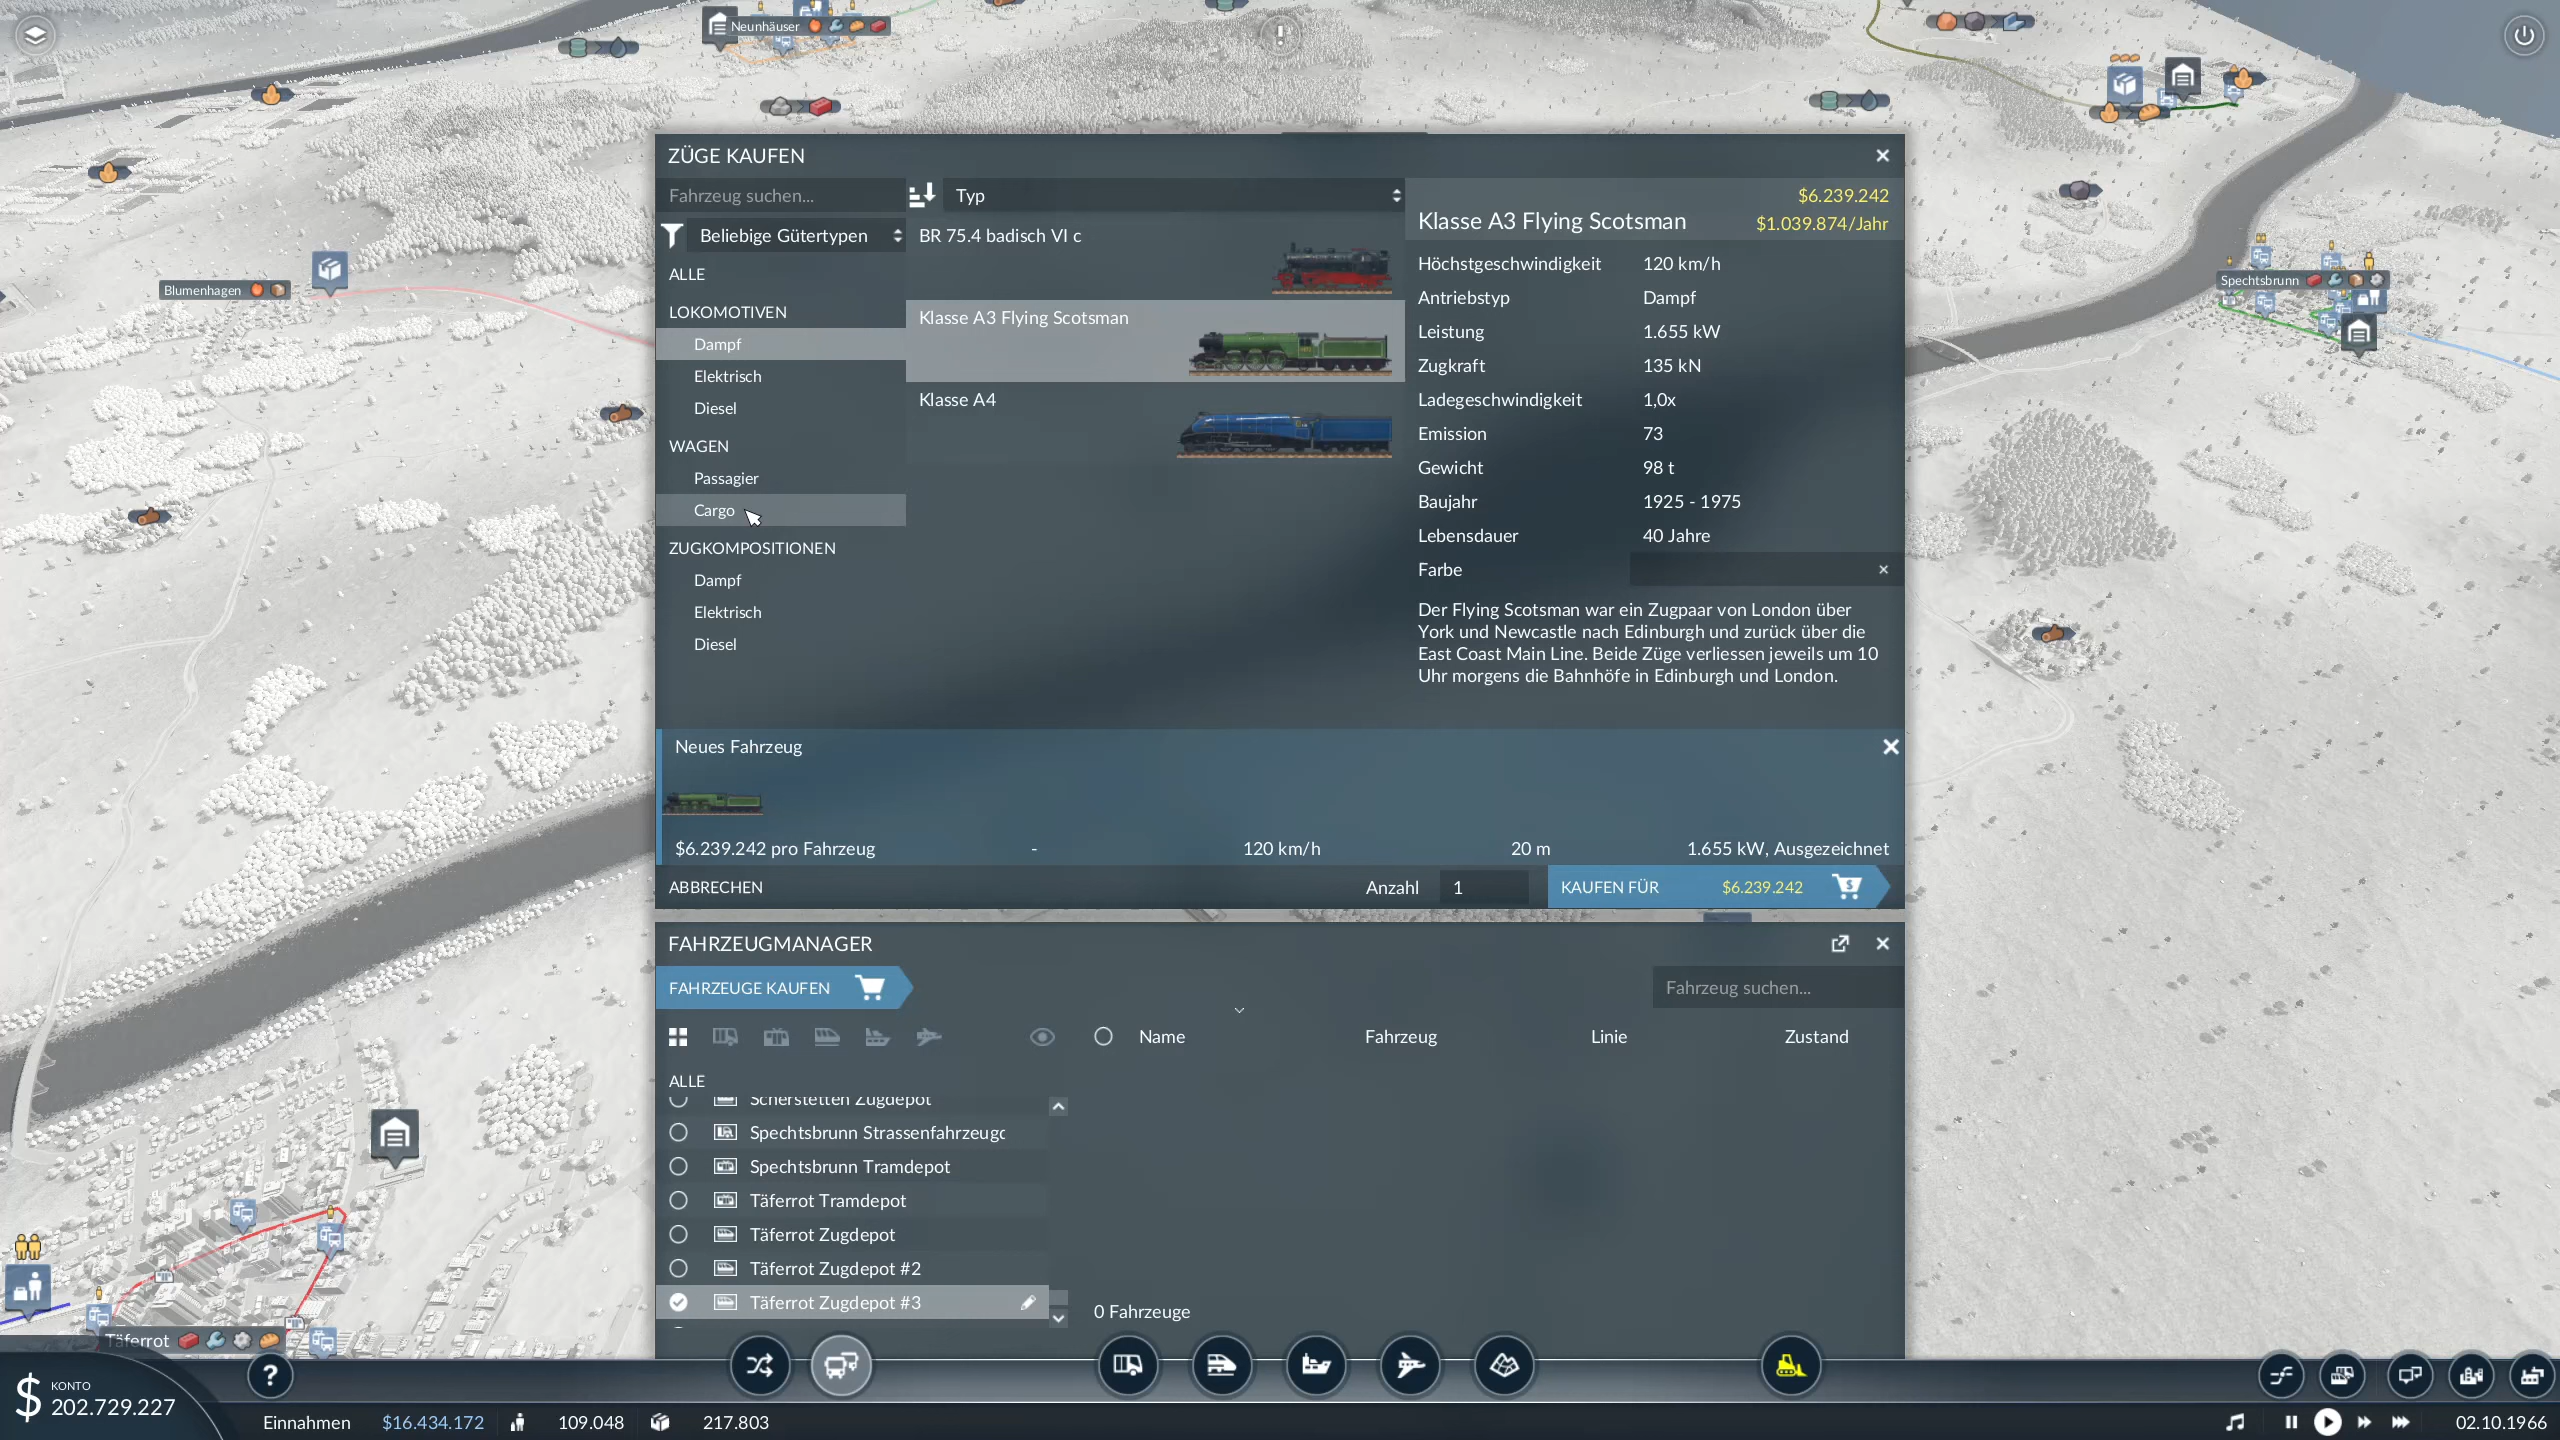 Neunhäuser
Blumenhagen
Spechtsbrunn
Täferrot
ZÜGE KAUFEN
Fahrzeug suchen...
Typ
Beliebige Gütertypen
ALLE
LOKOMOTIVEN
Dampf
Elektrisch
Diesel
WAGEN
Passagier
Cargo
ZUGKOMPOSITIONEN
Dampf
Elektrisch
Diesel
BR 75.4 badisch VI c
Klasse A3 Flying Scotsman
Klasse A4
$6.239.242
Klasse A3 Flying Scotsman
$1.039.874/Jahr
Höchstgeschwindigkeit 120 km/h
Antriebstyp Dampf
Leistung 1.655 kW
Zugkraft 135 kN
Ladegeschwindigkeit 1,0x
Emission 73
Gewicht 98 t
Baujahr 1925 - 1975
Lebensdauer 40 Jahre
Farbe
Der Flying Scotsman war ein Zugpaar von London über
York und Newcastle nach Edinburgh und zurück über die
East Coast Main Line. Beide Züge verliessen jeweils um 10
Uhr morgens die Bahnhöfe in Edinburgh und London.
Neues Fahrzeug
$6.239.242 pro Fahrzeug - 120 km/h 20 m 1.655 kW, Ausgezeichnet
ABBRECHEN Anzahl 1 KAUFEN FÜR $6.239.242
FAHRZEUGMANAGER
FAHRZEUGE KAUFEN
Fahrzeug suchen...
Name Fahrzeug Linie Zustand
ALLE
Scherstetten Zugdepot
Spechtsbrunn Strassenfahrzeugd
Spechtsbrunn Tramdepot
Täferrot Tramdepot
Täferrot Zugdepot
Täferrot Zugdepot #2
Täferrot Zugdepot #3
0 Fahrzeuge
?
$ KONTO
202.729.227
Einnahmen $16.434.172 109.048 217.803
02.10.1966